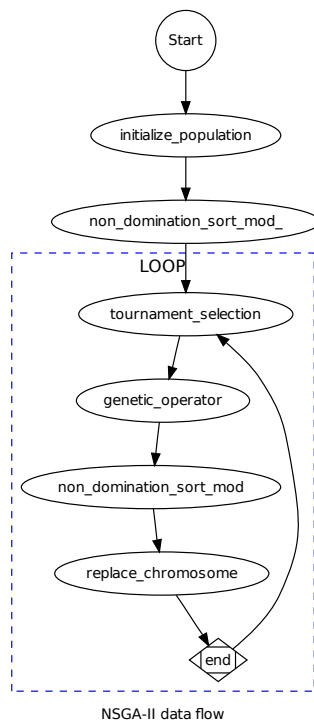 Start
initialize_population
non_domination_sort_mod_
LOOP
tournament_selection
genetic_operator
non_domination_sort_mod
replace_chromosome
end
NSGA-II data flow